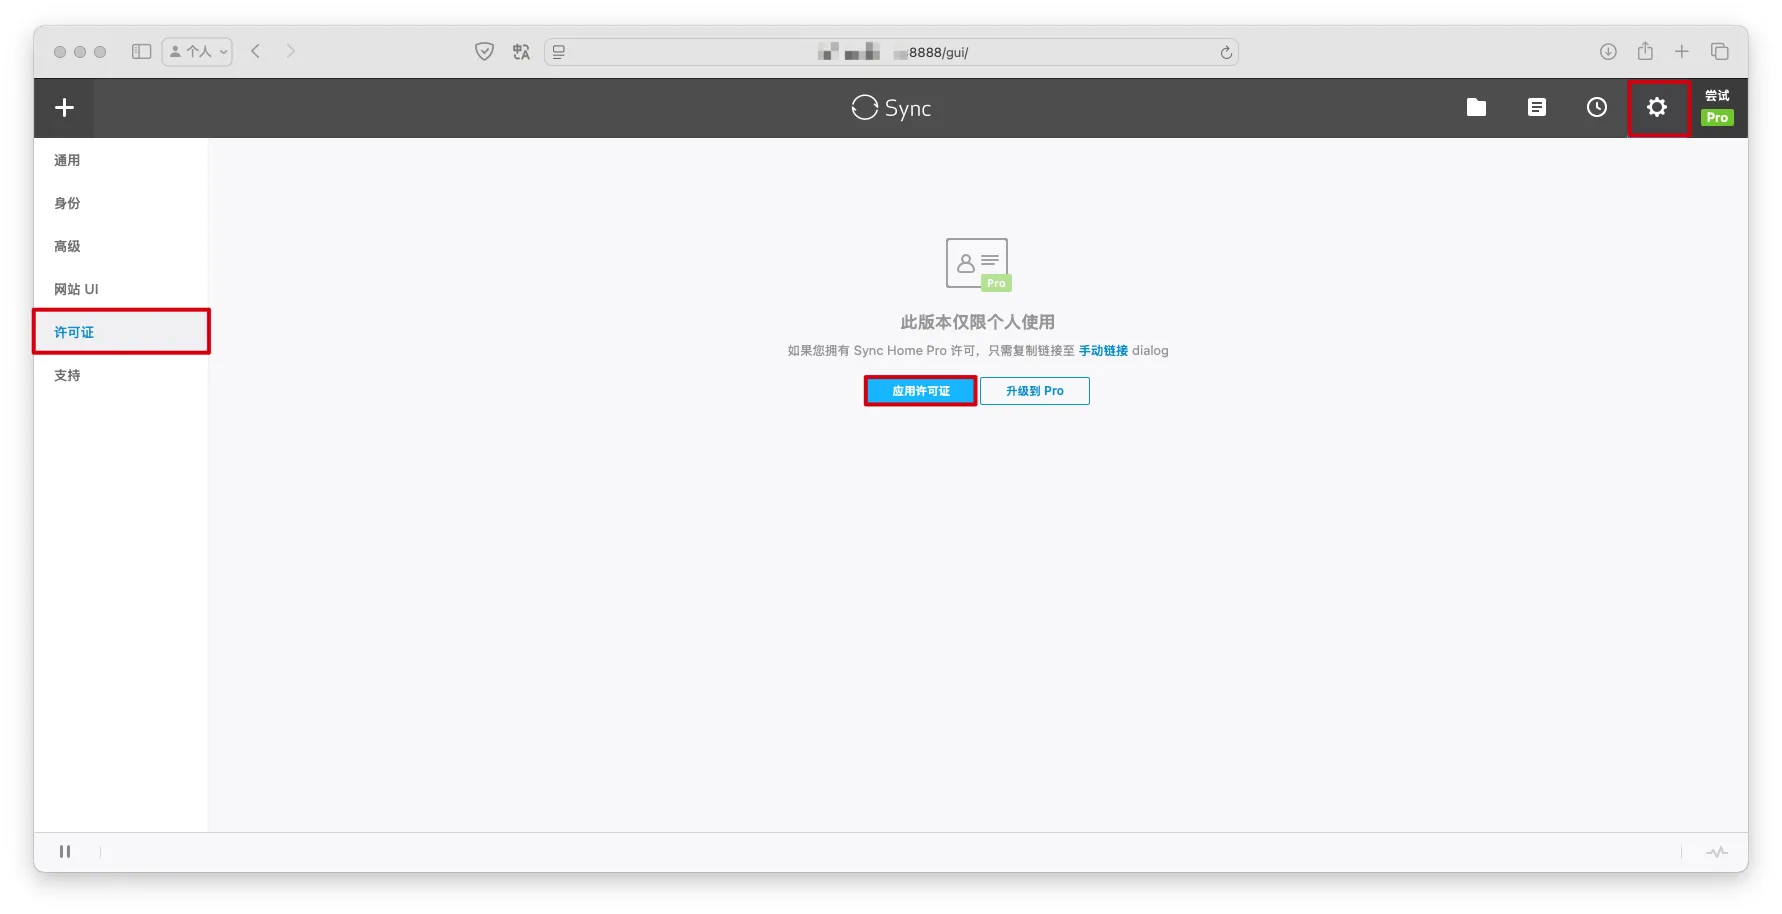 个人
:8888/gui/
Sync
尝试
Pro
通用
身份
高级
网站 UI
许可证
支持
Pro
此版本仅限个人使用
如果您拥有 Sync Home Pro 许可，只需复制链接至 手动链接 dialog
应用许可证
升级到 Pro